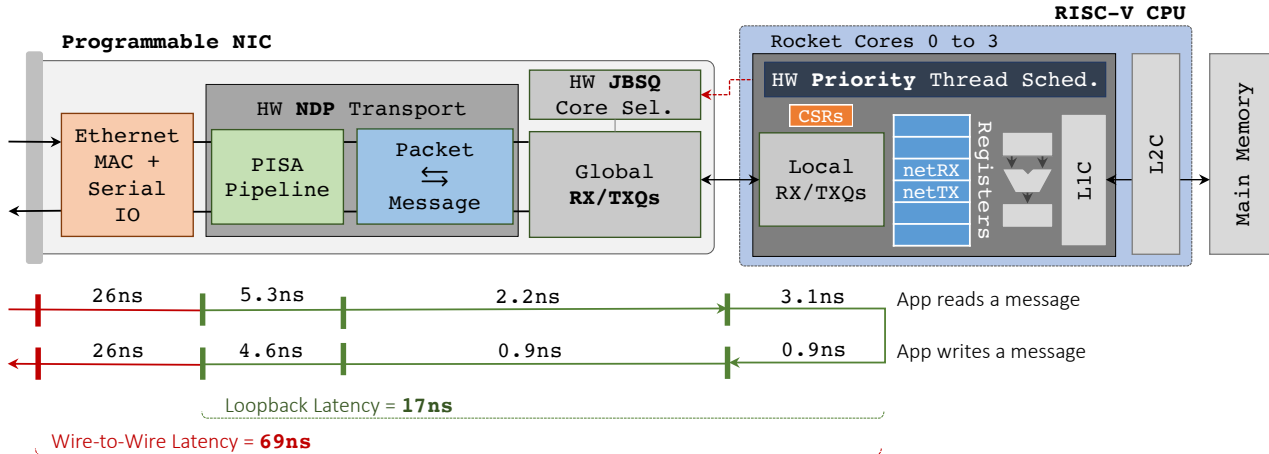 RISC-V CPU
Programmable NIC
Rocket Cores 0 to 3
HW JBSQ
Core Sel.
HW Priority Thread Sched.
HW NDP Transport
CSRs
Ethernet
MAC +
Serial
IO
PISA
Pipeline
Packet
⇆
Message
Global
RX/TXQs
Local
RX/TXQs
netRX
netTX
Registers
L1C
L2C
Main Memory
26ns
5.3ns
2.2ns
3.1ns
App reads a message
26ns
4.6ns
0.9ns
0.9ns
App writes a message
Loopback Latency = 17ns
Wire-to-Wire Latency = 69ns